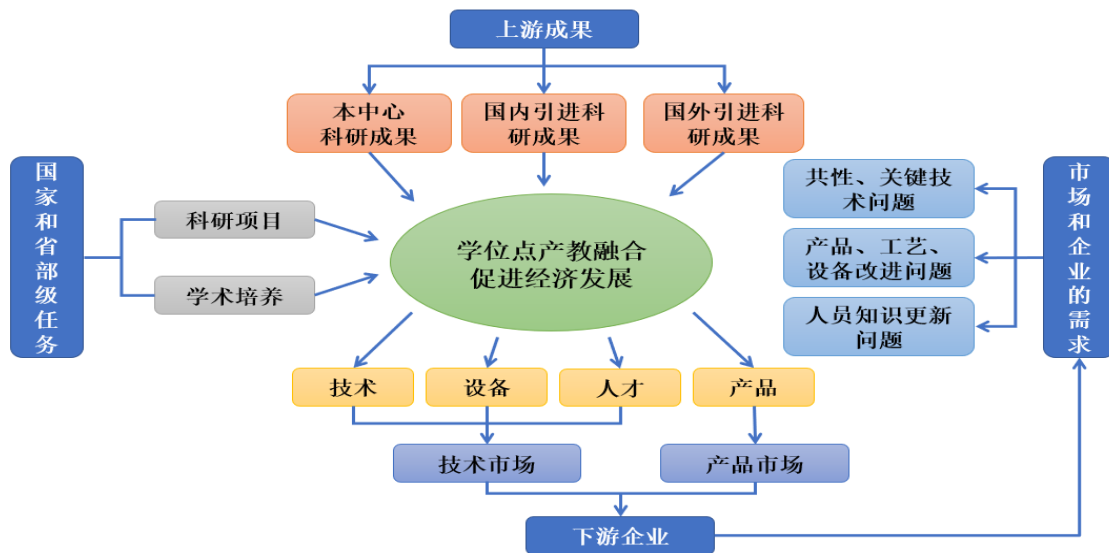 上游成果
本中心
科研成果
国内引进科
研成果
国外引进科
研成果
国家和省部级任务
科研项目
学术培养
学位点产教融合
促进经济发展
共性、关键技
术问题
产品、工艺、
设备改进问题
人员知识更新
问题
市场和企业的需求
技术
设备
人才
产品
技术市场
产品市场
下游企业